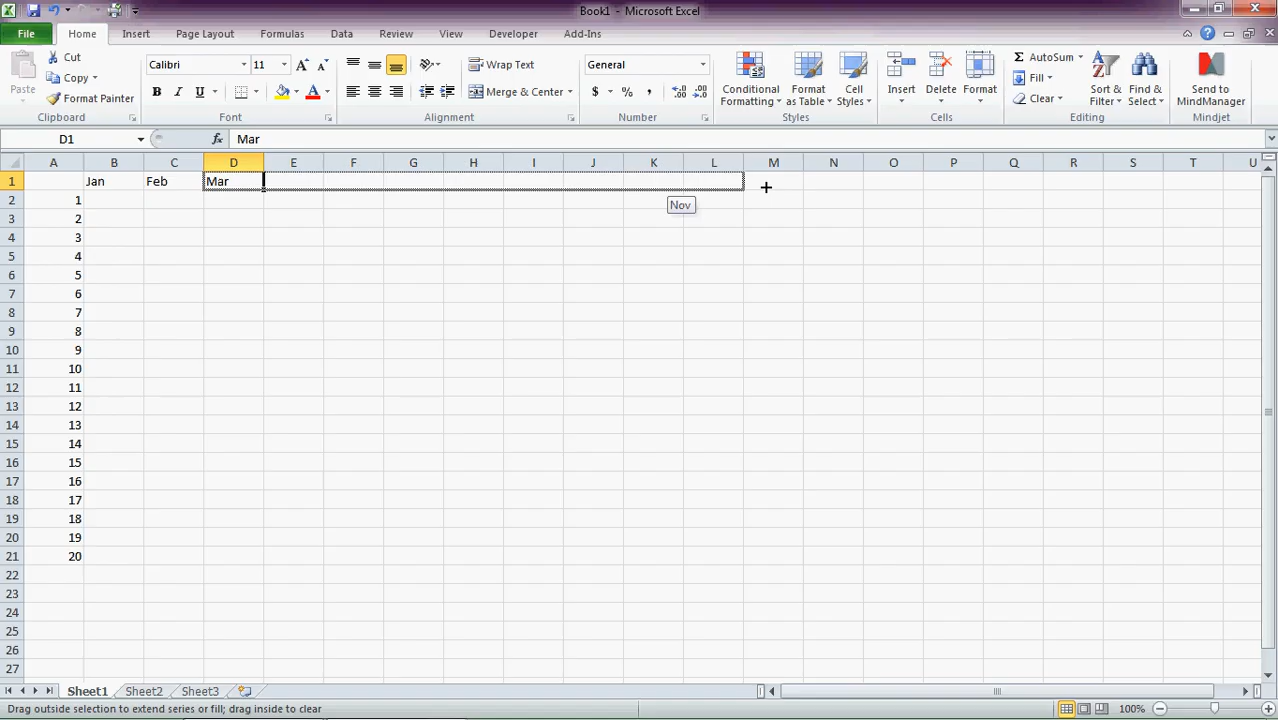 Book1 - Microsoft Excel
File Home Insert Page Layout Formulas Data Review View Developer Add-Ins
Cut
Copy
Format Painter
Paste
Clipboard
Calibri 11
B I U A
Font
Wrap Text
Merge & Center
Alignment
General
$ % ,
Number
Conditional Formatting
Format as Table
Cell Styles
Styles
Insert
Delete
Format
Cells
AutoSum
Fill
Clear
Sort & Filter
Find & Select
Editing
Send to MindManager
Mindjet
D1 fx Mar
A B C D E F G H I J K L M N O P Q R S T U
1 Jan Feb Mar
Nov
2 1
3 2
4 3
5 4
6 5
7 6
8 7
9 8
10 9
11 10
12 11
13 12
14 13
15 14
16 15
17 16
18 17
19 18
20 19
21 20
22
23
24
25
26
27
Sheet1 Sheet2 Sheet3
Drag outside selection to extend series or fill; drag inside to clear
100%